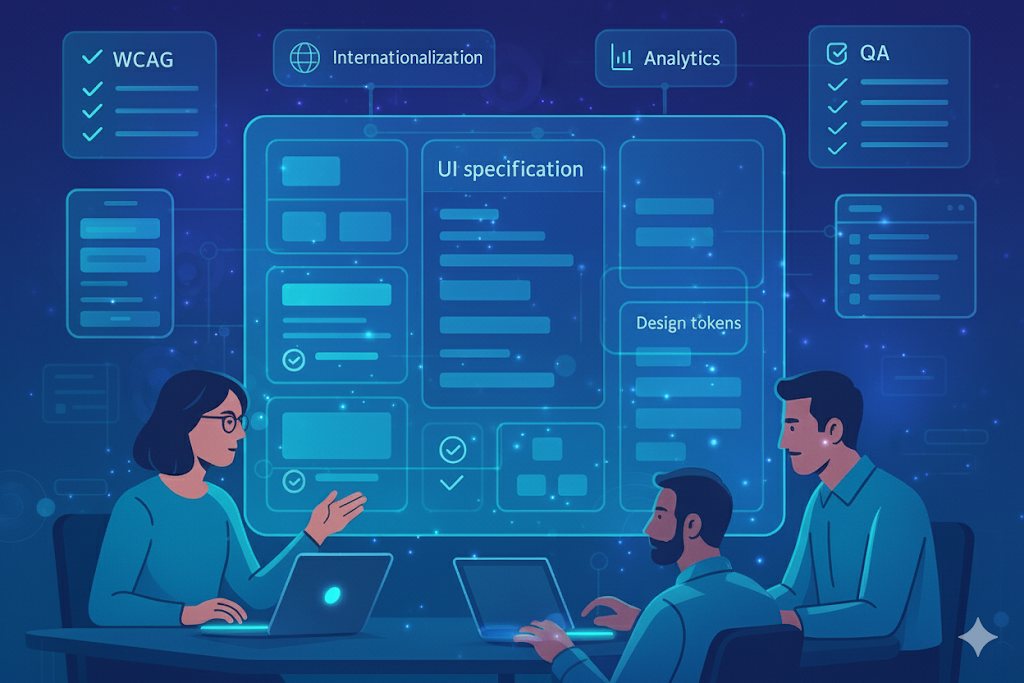 WCAG
Internationalization
Analytics
QA
UI specification
Design tokens